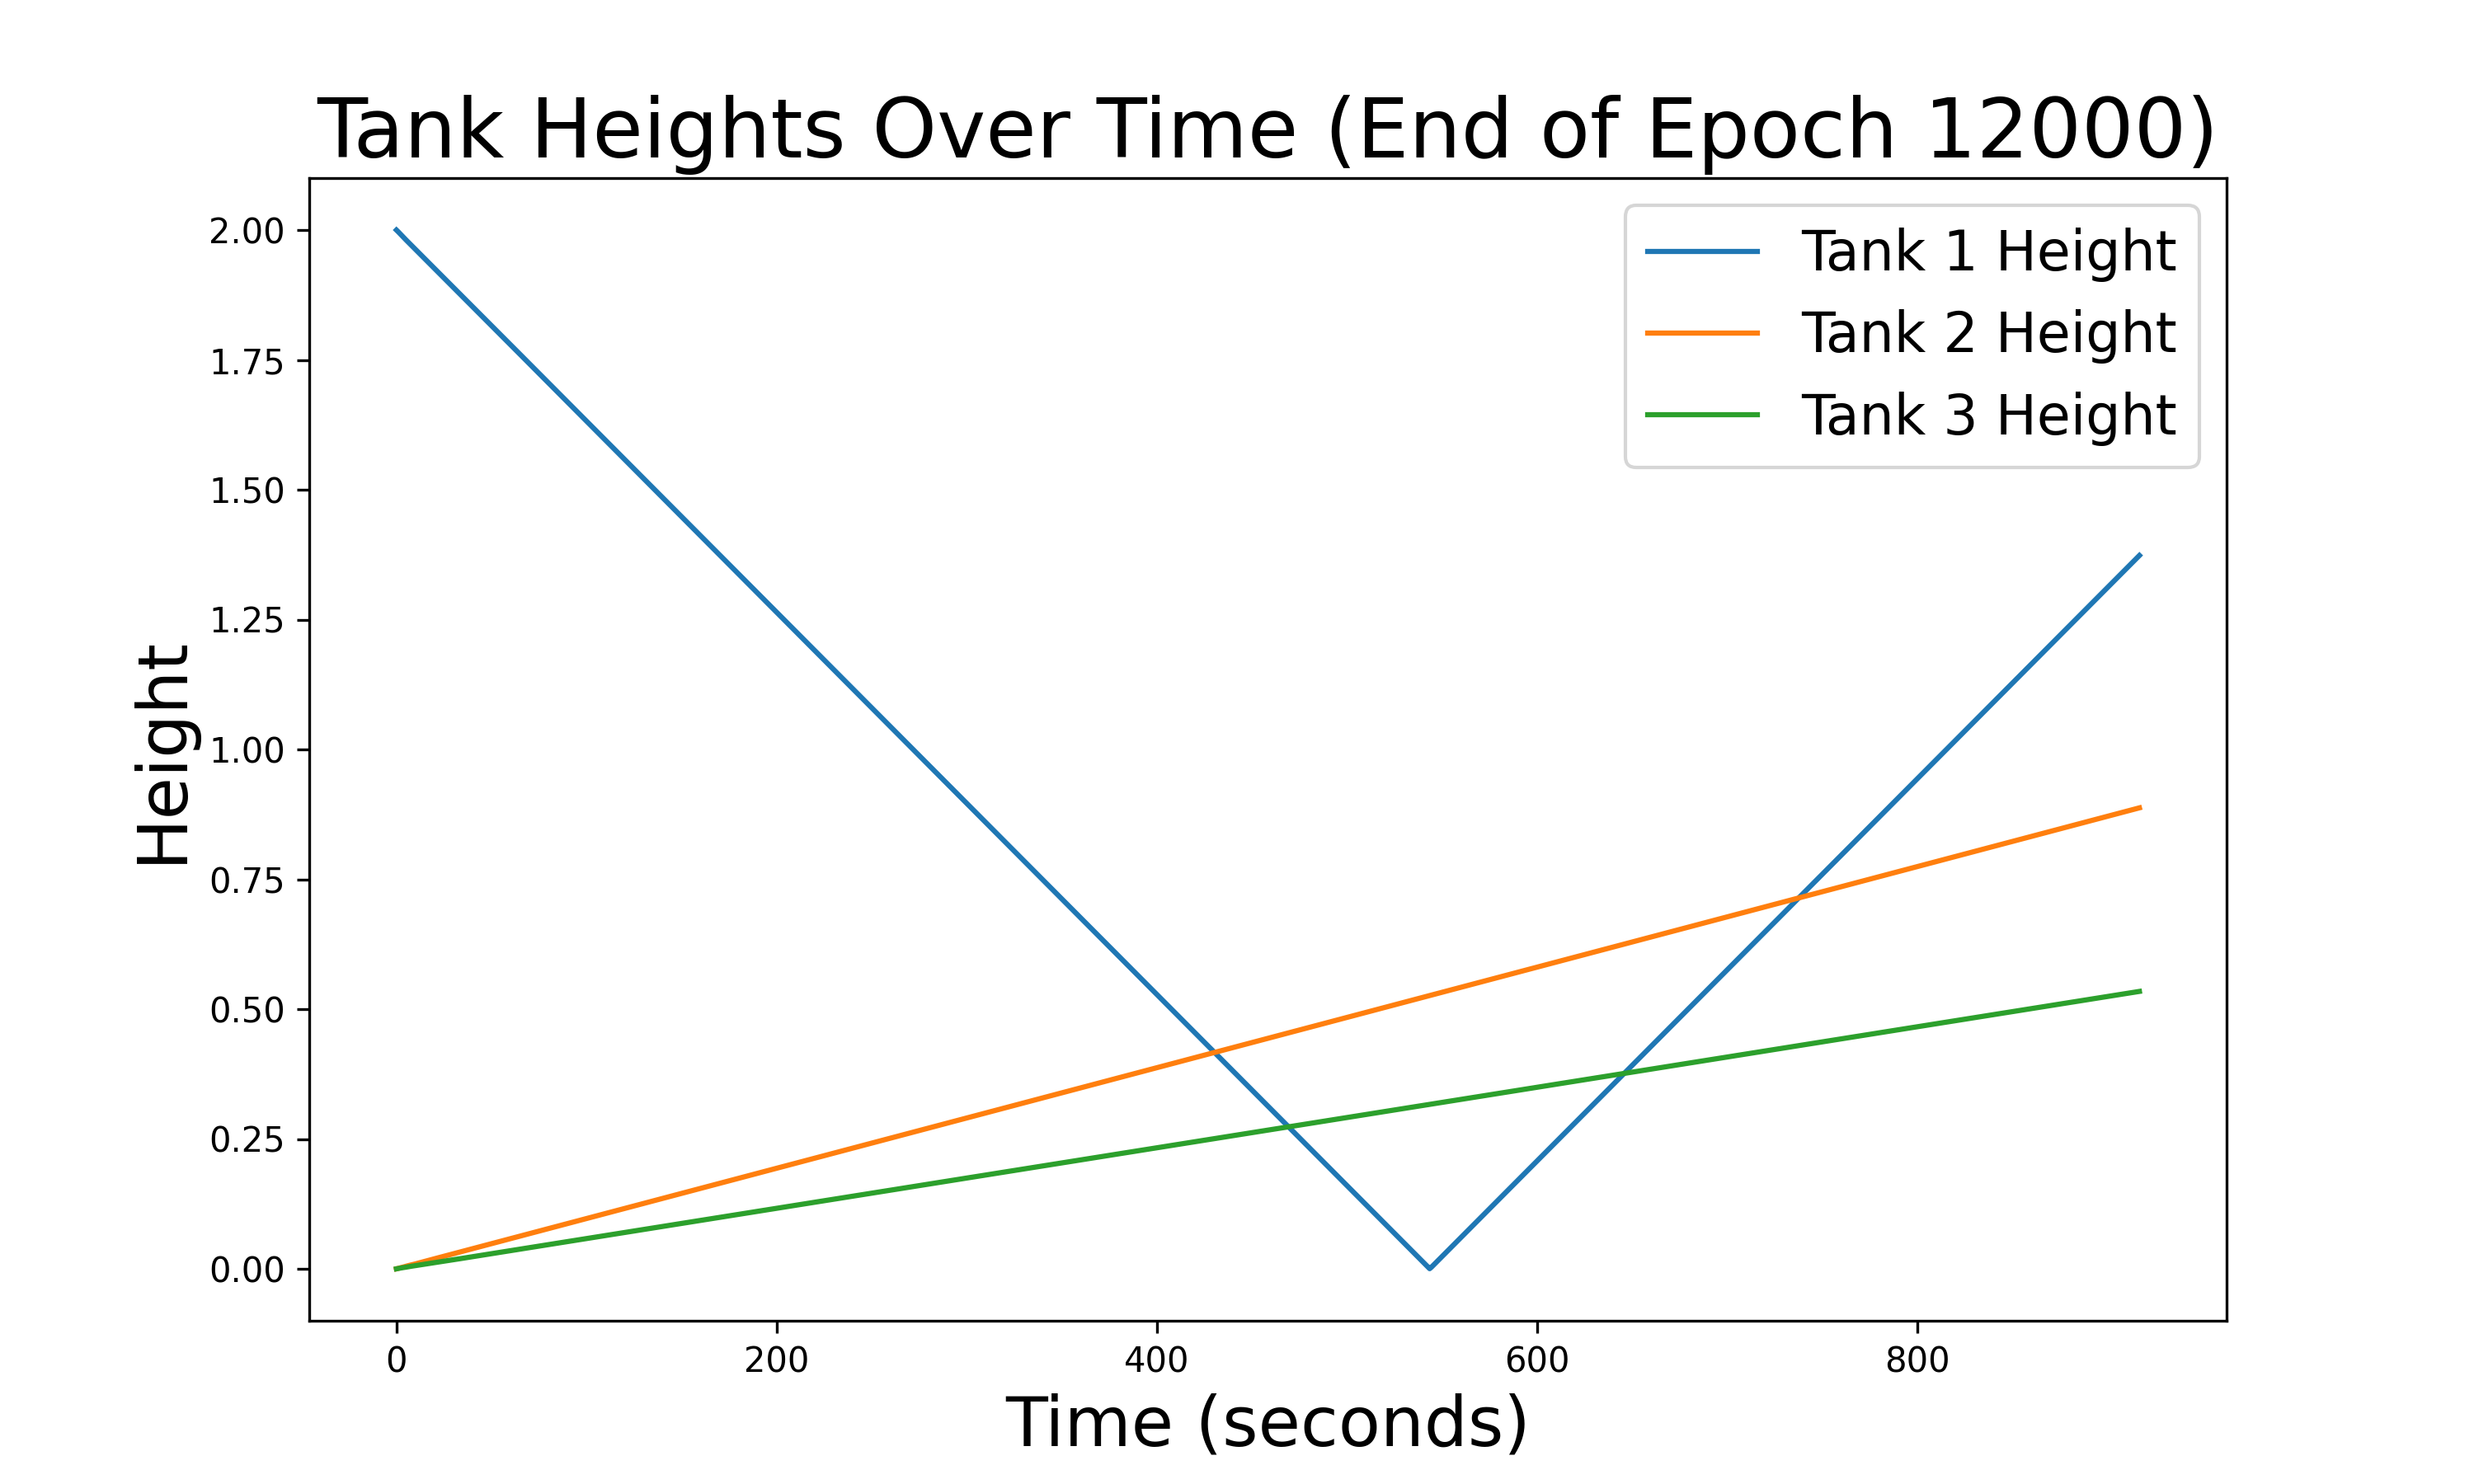 Tank Heights Over Time (End of Epoch 12000)
Tank 1 Height
Tank 2 Height
Tank 3 Height
Height
2.00
1.75
1.50
1.25
1.00
0.75
0.50
0.25
0.00
0 200 400 600 800
Time (seconds)